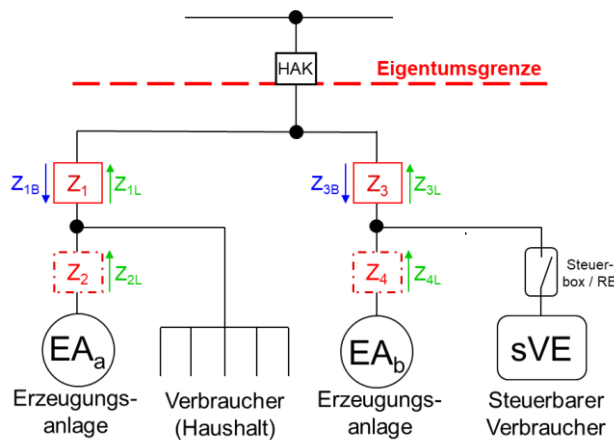 HAK
Eigentumsgrenze
Z1B Z1 Z1L Z3B Z3 Z3L
Z2 Z2L Z4 Z4L
Steuer-
box / RE
EAa EAb sVE
Erzeugungs-
anlage
Verbraucher
(Haushalt)
Erzeugungs-
anlage
Steuerbarer
Verbraucher